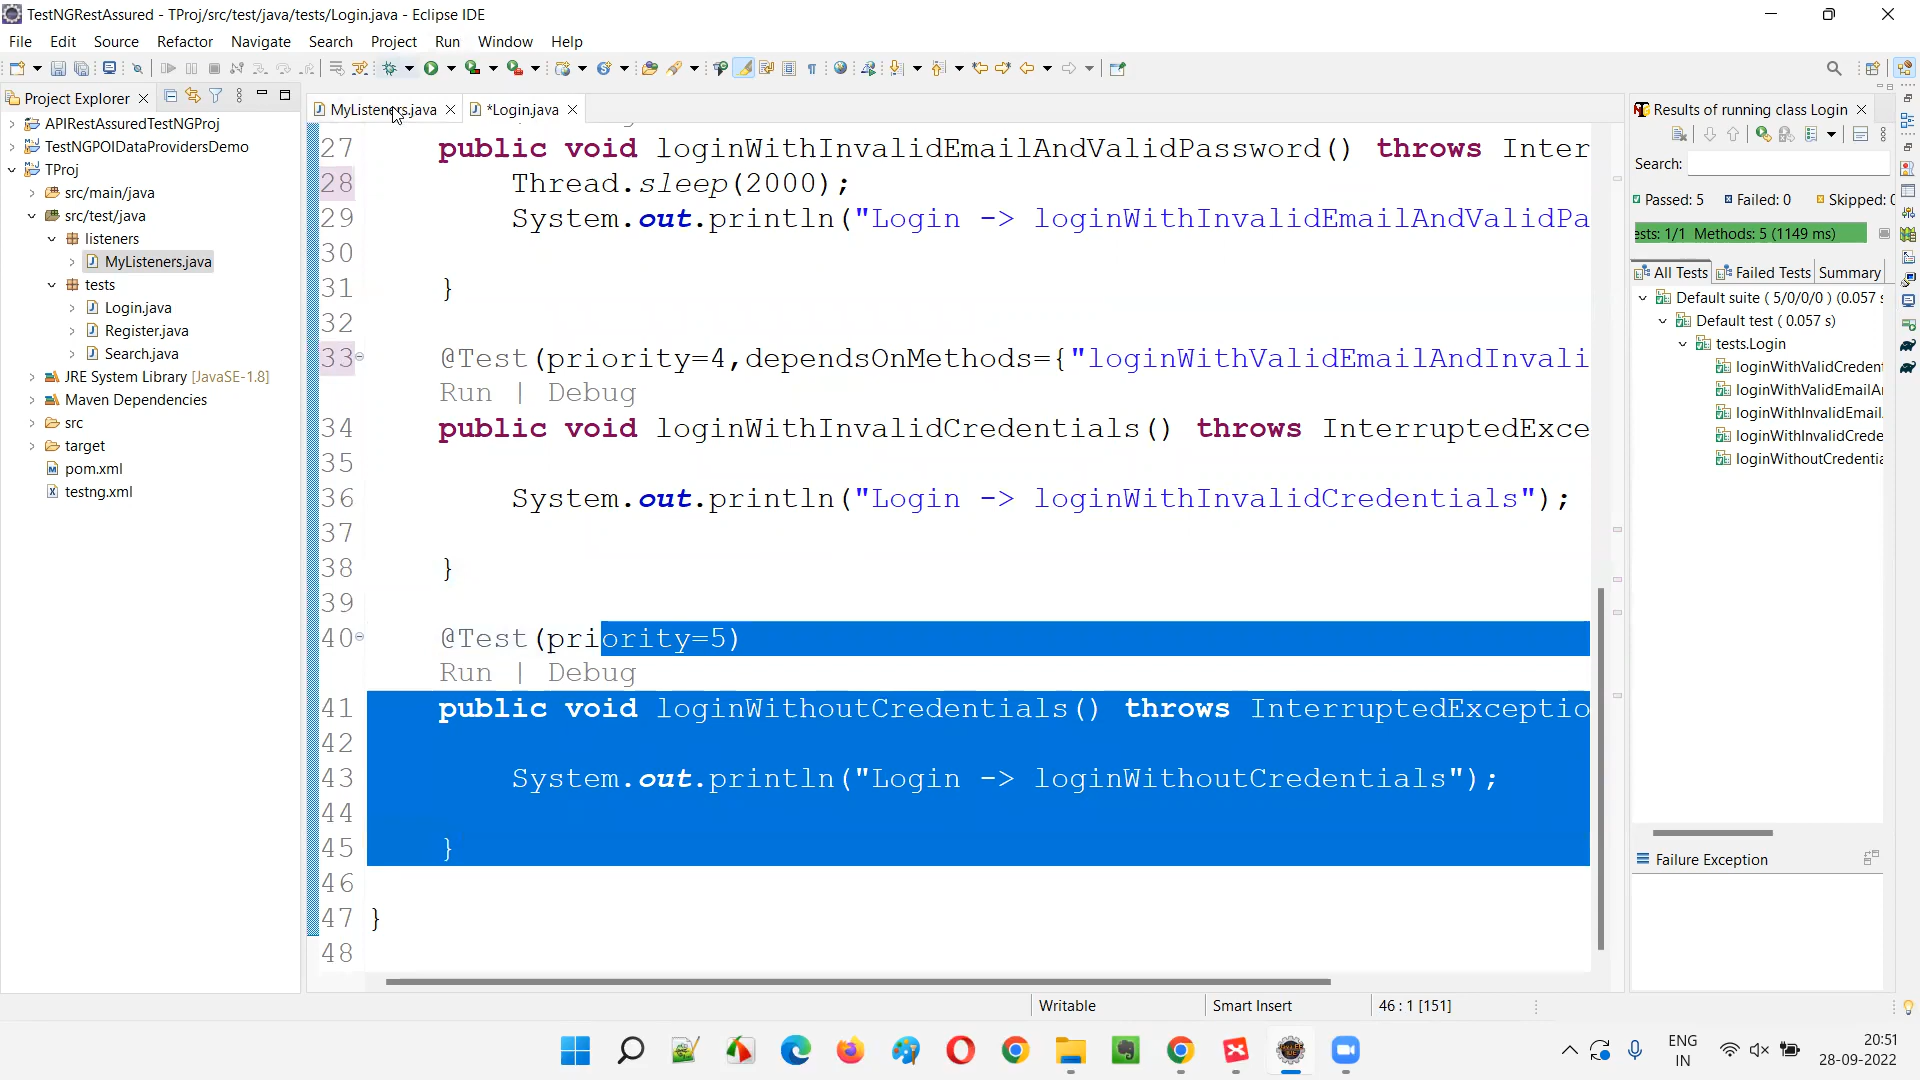 TestNGRestAssured - TProj/src/test/java/tests/Login.java - Eclipse IDE
File Edit Source Refactor Navigate Search Project Run Window Help
Project Explorer
APIRestAssuredTestNGProj
TestNGPOIDataProvidersDemo
TProj
src/main/java
src/test/java
listeners
MyListeners.java
tests
Login.java
Register.java
Search.java
JRE System Library [JavaSE-1.8]
Maven Dependencies
src
target
pom.xml
testng.xml
MyListeners.java *Login.java
27 public void loginWithInvalidEmailAndValidPassword() throws Inter
28 Thread.sleep(2000);
29 System.out.println("Login -> loginWithInvalidEmailAndValidPa
30
31 }
32
33 @Test(priority=4,dependsOnMethods={"loginWithValidEmailAndInvali
Run | Debug
34 public void loginWithInvalidCredentials() throws InterruptedExce
35
36 System.out.println("Login -> loginWithInvalidCredentials");
37
38 }
39
40 @Test(priority=5)
Run | Debug
41 public void loginWithoutCredentials() throws InterruptedExceptio
42
43 System.out.println("Login -> loginWithoutCredentials");
44
45 }
46
47 }
48
Results of running class Login
Search:
Passed: 5 Failed: 0 Skipped: 0
ests: 1/1 Methods: 5 (1149 ms)
All Tests Failed Tests Summary
Default suite ( 5/0/0/0 ) (0.057 s
Default test ( 0.057 s)
tests.Login
loginWithValidCredent
loginWithValidEmailA
loginWithInvalidEmail
loginWithInvalidCrede
loginWithoutCredentia
Failure Exception
Writable Smart Insert 46 : 1 [151]
ENG
IN
20:51
28-09-2022